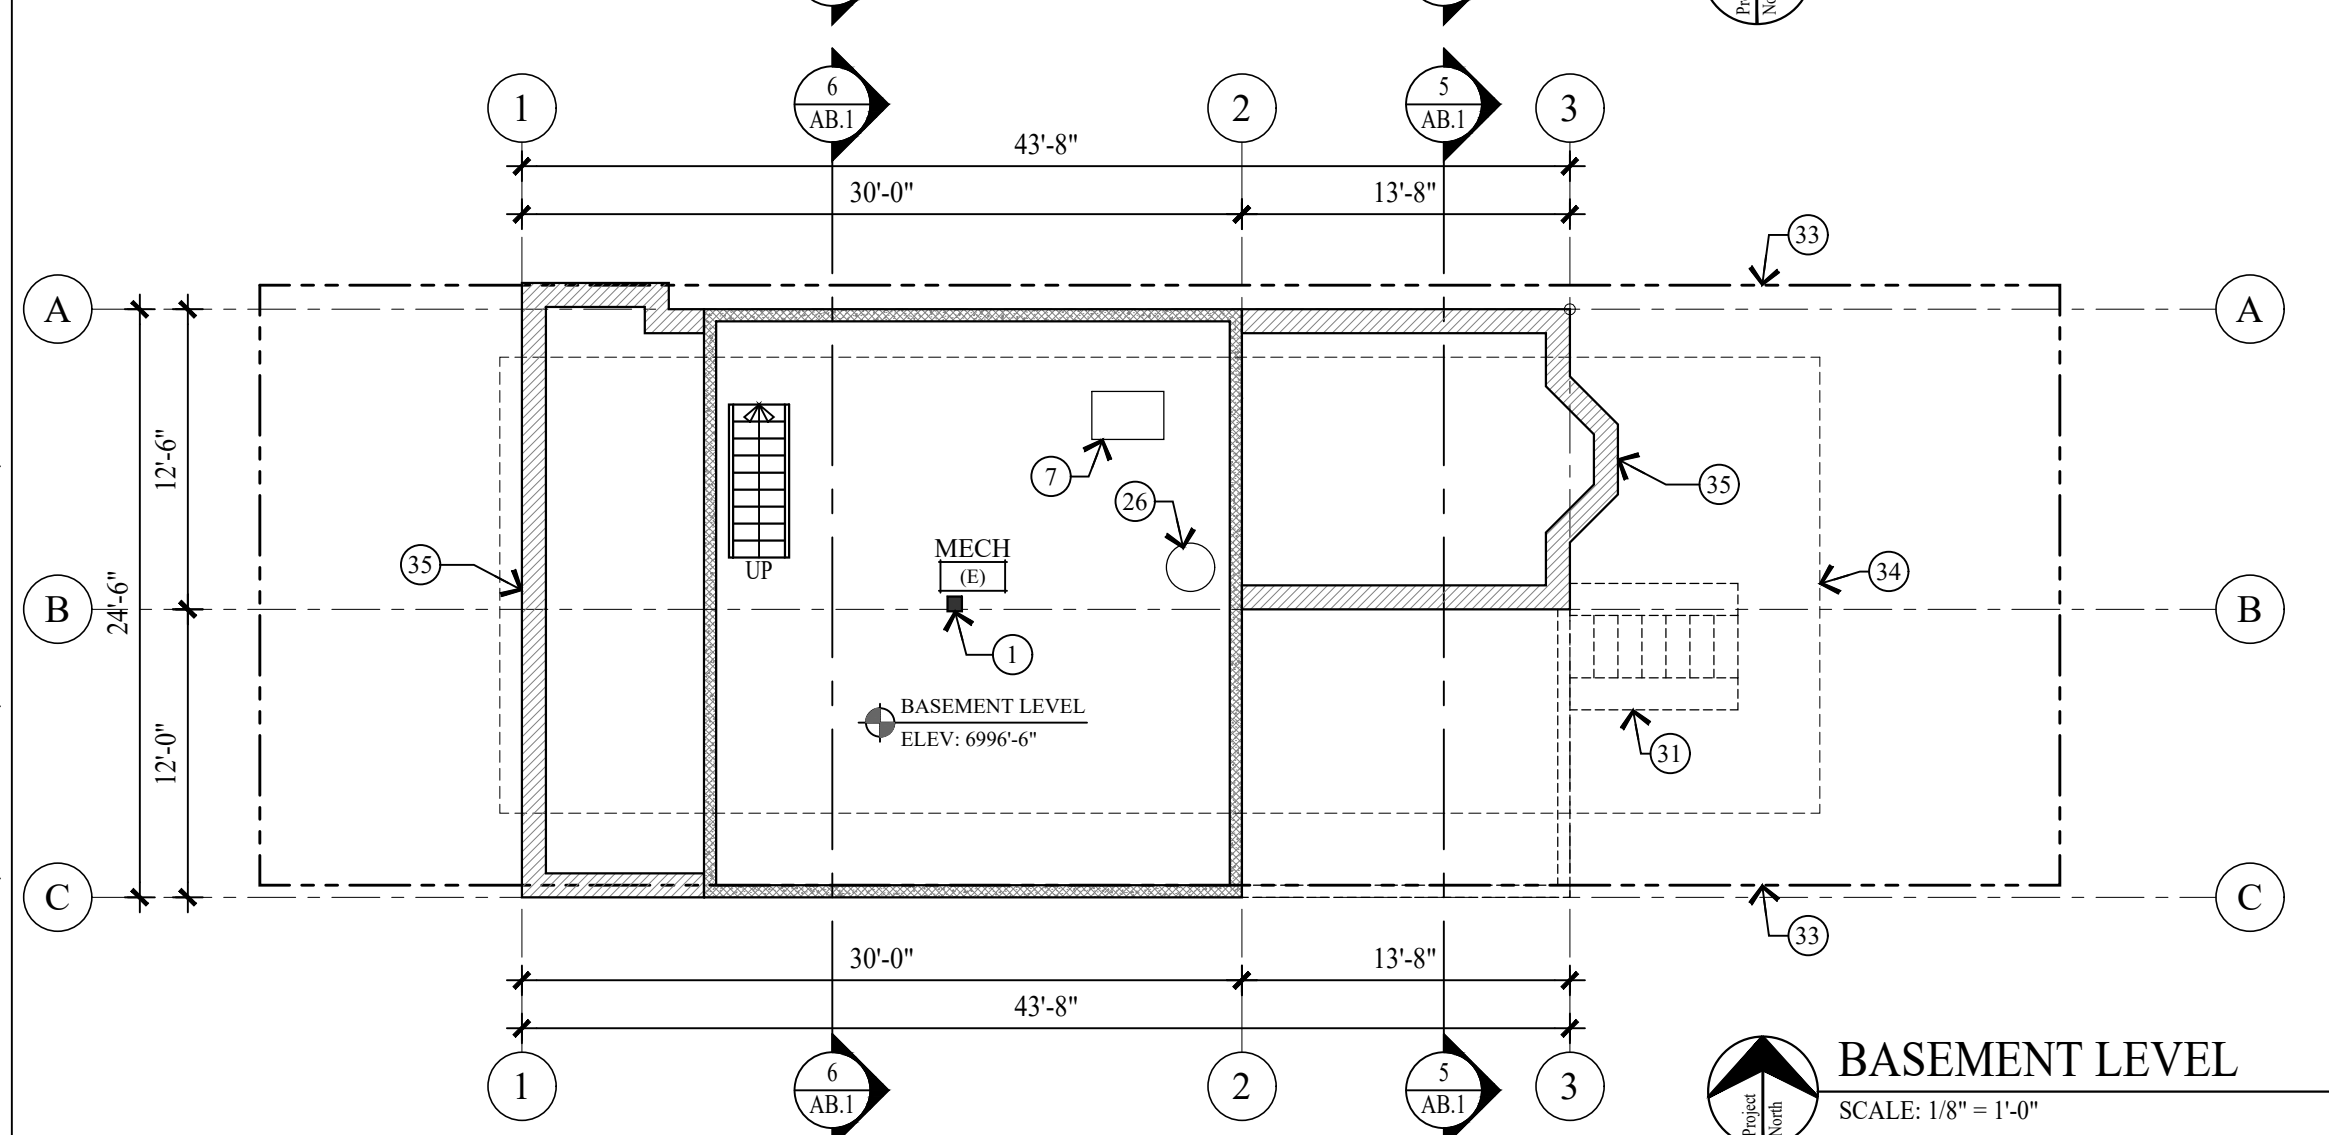 Pr
No
1
6
AB.1
2
5
AB.1
3
43'-8"
30'-0"
13'-8"
33
A
A
12'-6"
7
35
26
MECH
(E)
35
UP
34
24'-6"
B
B
1
BASEMENT LEVEL
ELEV: 6996'-6"
12'-0"
31
C
C
33
30'-0"
13'-8"
43'-8"
1
6
AB.1
2
5
AB.1
3
Project
North
BASEMENT LEVEL
SCALE: 1/8" = 1'-0"